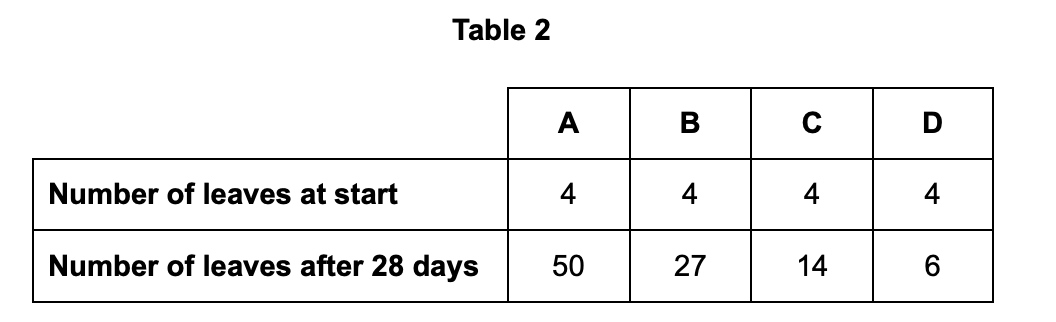 Table 2
A B C D
Number of leaves at start 4 4 4 4
Number of leaves after 28 days 50 27 14 6